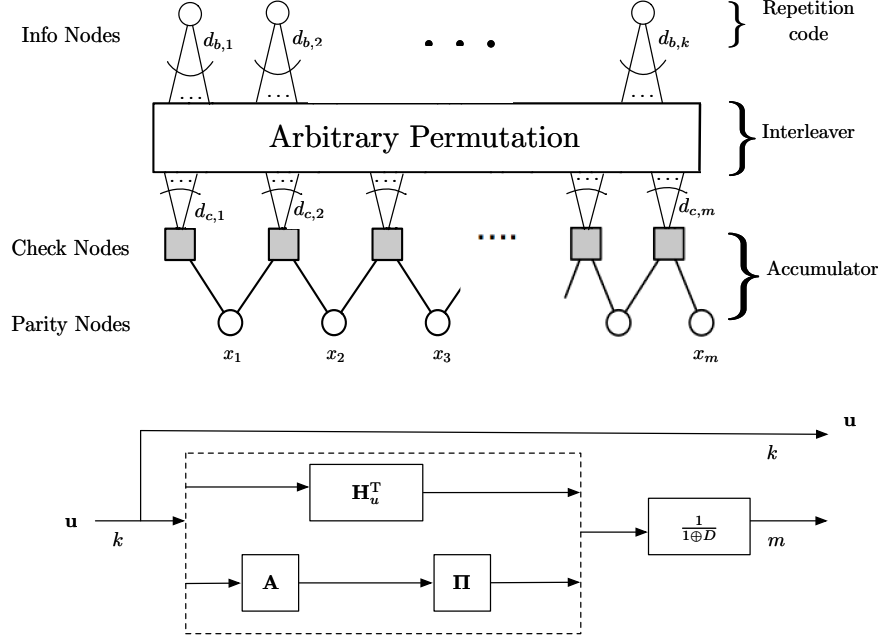 Info Nodes
d_{b,1}
d_{b,2}
• • •
d_{b,k}
Repetition
code
Arbitrary Permutation
Interleaver
d_{c,1}
d_{c,2}
d_{c,m}
Check Nodes
Accumulator
Parity Nodes
x_1
x_2
x_3
x_m
u
k
u
k
H_u^T
A
Π
1/(1⊕D)
m